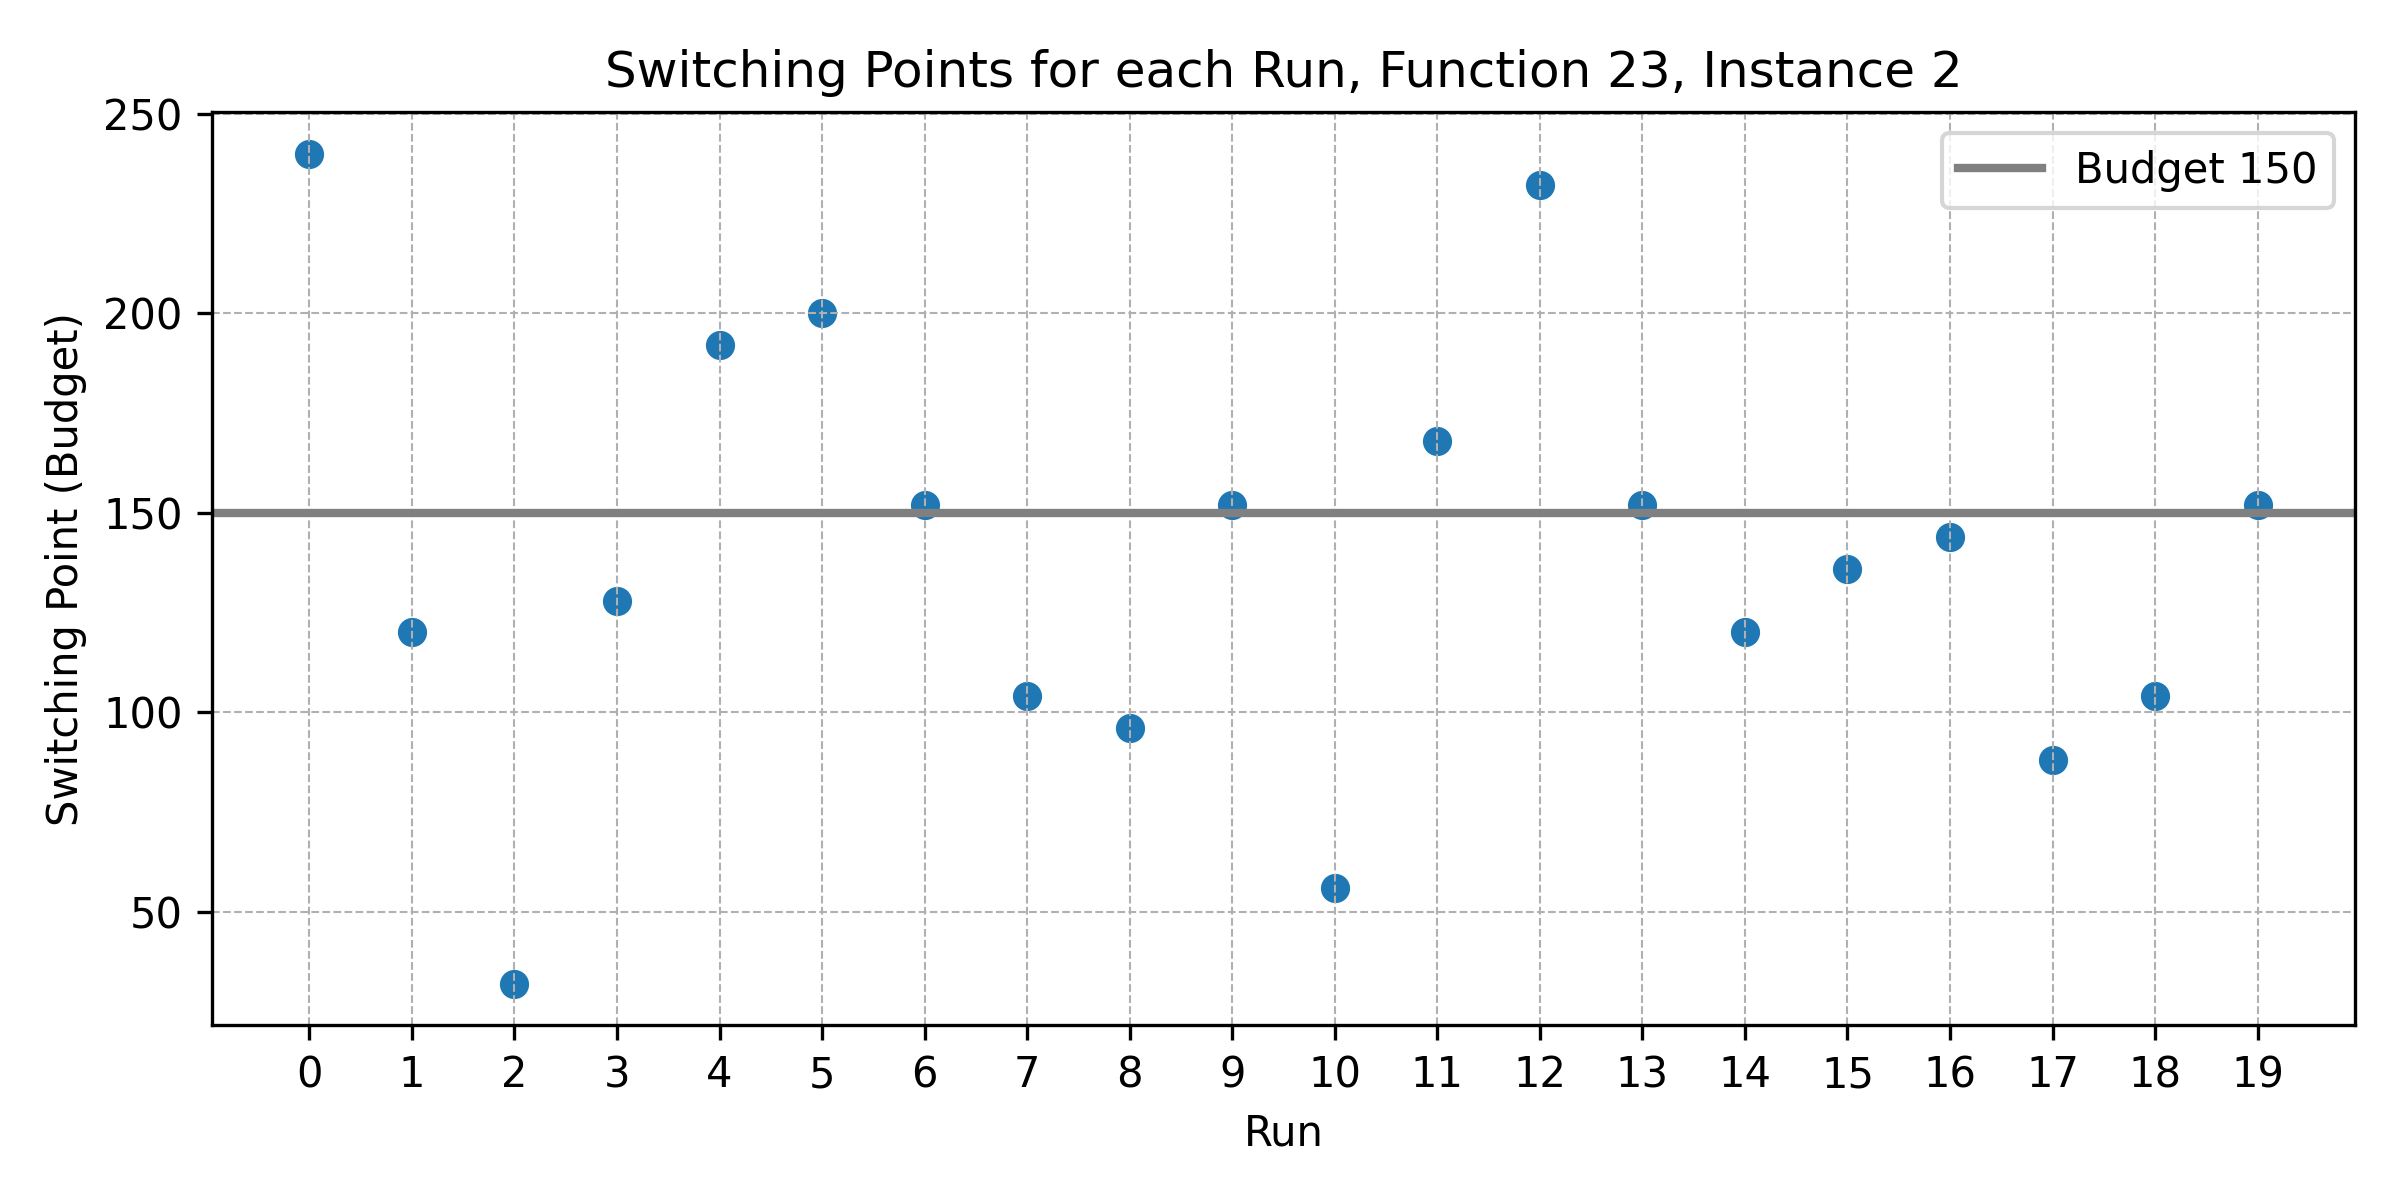 Switching Points for each Run, Function 23, Instance 2
Budget 150
Switching Point (Budget)
250
200
150
100
50
0 1 2 3 4 5 6 7 8 9 10 11 12 13 14 15 16 17 18 19
Run